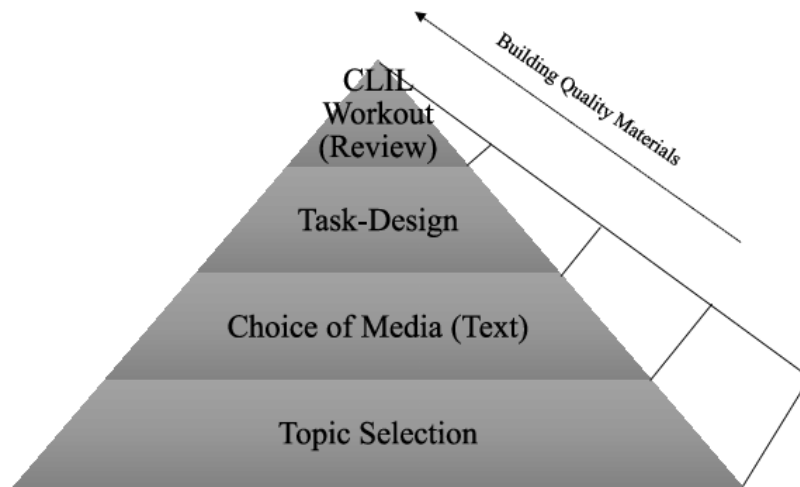 Building Quality Materials
CLIL
Workout
(Review)
Task-Design
Choice of Media (Text)
Topic Selection